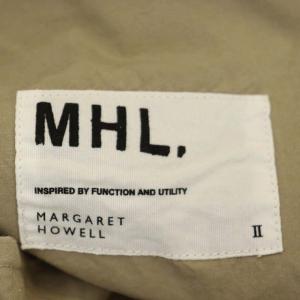 MHL.
INSPIRED BY FUNCTION AND UTILITY
MARGARET
HOWELL
II